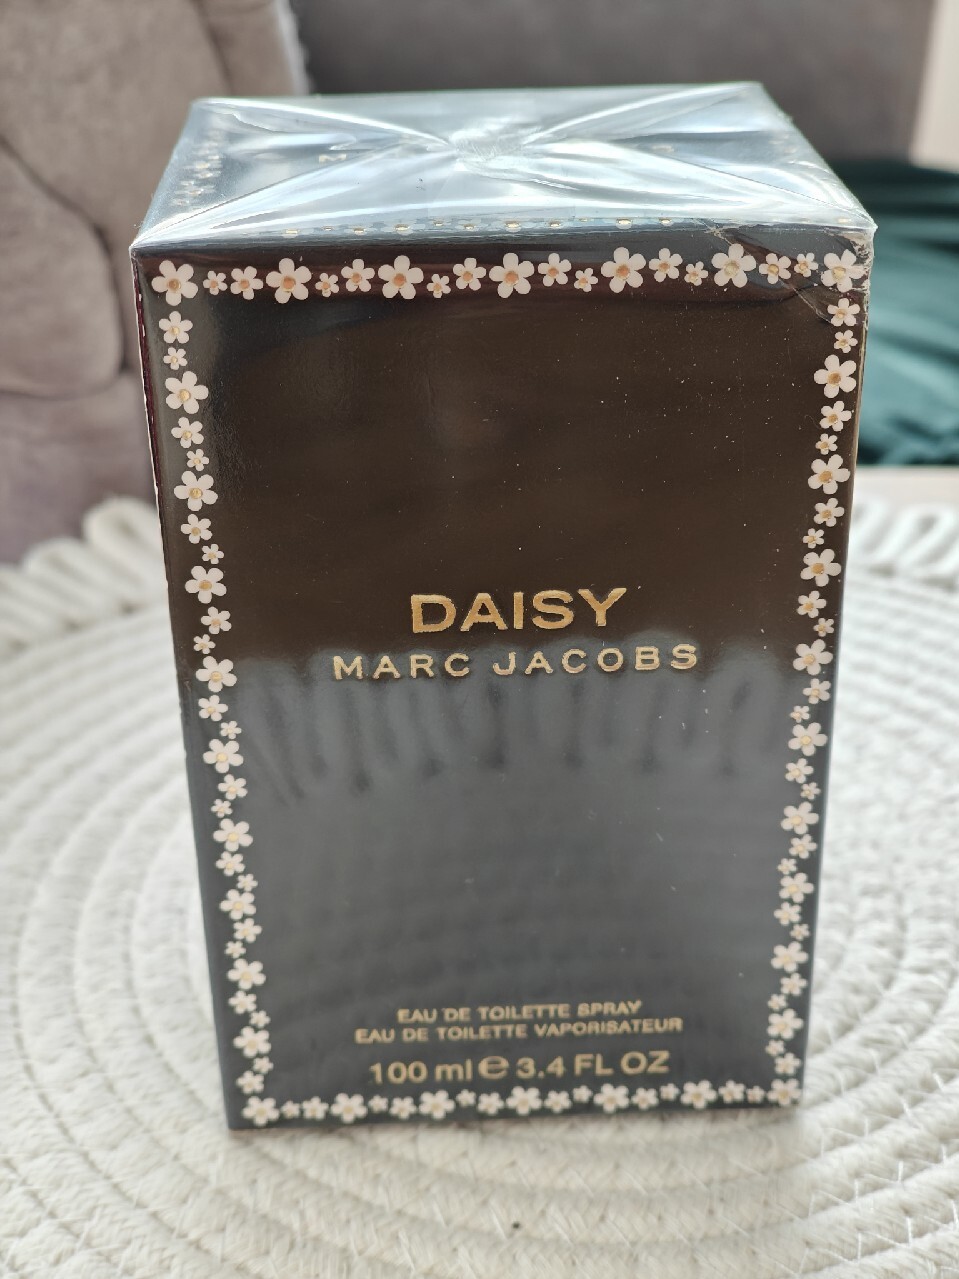 DAISY
MARC JACOBS
EAU DE TOILETTE SPRAY
EAU DE TOILETTE VAPORISATEUR
100 ml e 3.4 FL OZ